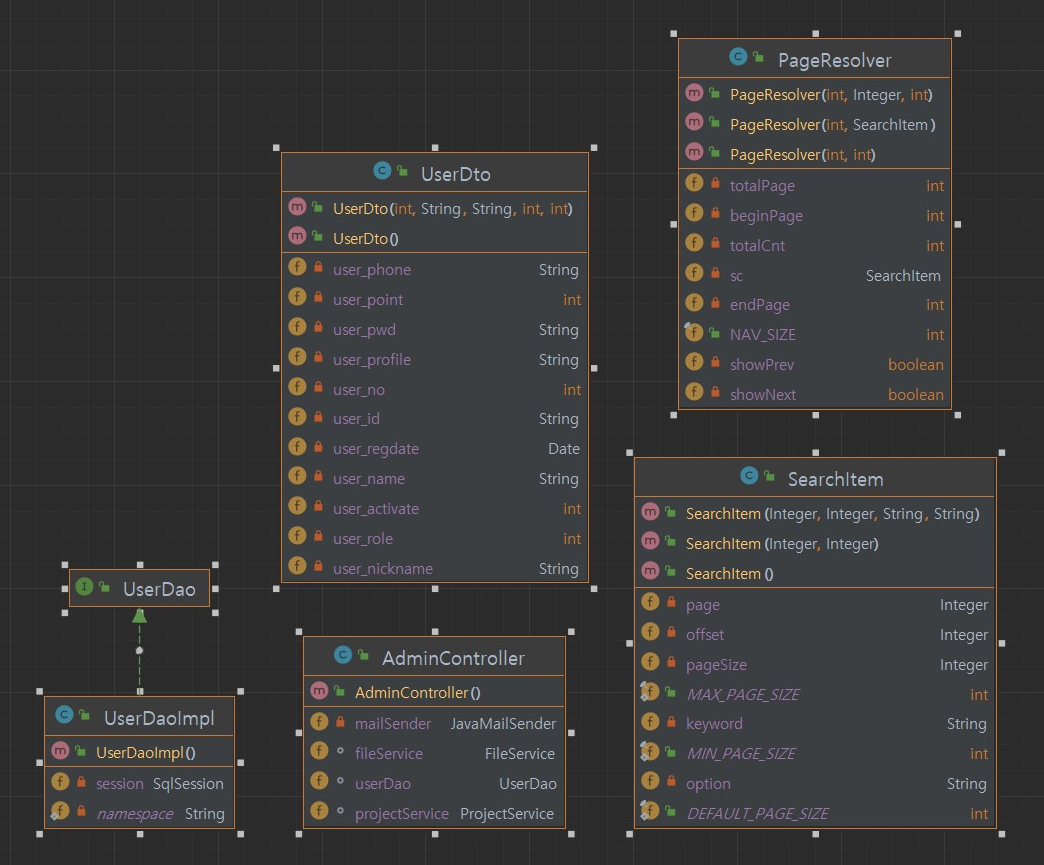 PageResolver
PageResolver(int, Integer, int)
PageResolver(int, SearchItem)
PageResolver(int, int)
totalPage int
beginPage int
totalCnt int
sc SearchItem
endPage int
NAV_SIZE int
showPrev boolean
showNext boolean
UserDto
UserDto(int, String, String, int, int)
UserDto()
user_phone String
user_point int
user_pwd String
user_profile String
user_no int
user_id String
user_regdate Date
user_name String
user_activate int
user_role int
user_nickname String
SearchItem
SearchItem(Integer, Integer, String, String)
SearchItem(Integer, Integer)
SearchItem()
page Integer
offset Integer
pageSize Integer
MAX_PAGE_SIZE int
keyword String
MIN_PAGE_SIZE int
option String
DEFAULT_PAGE_SIZE int
UserDao
UserDaoImpl
UserDaoImpl()
session SqlSession
namespace String
AdminController
AdminController()
mailSender JavaMailSender
fileService FileService
userDao UserDao
projectService ProjectService